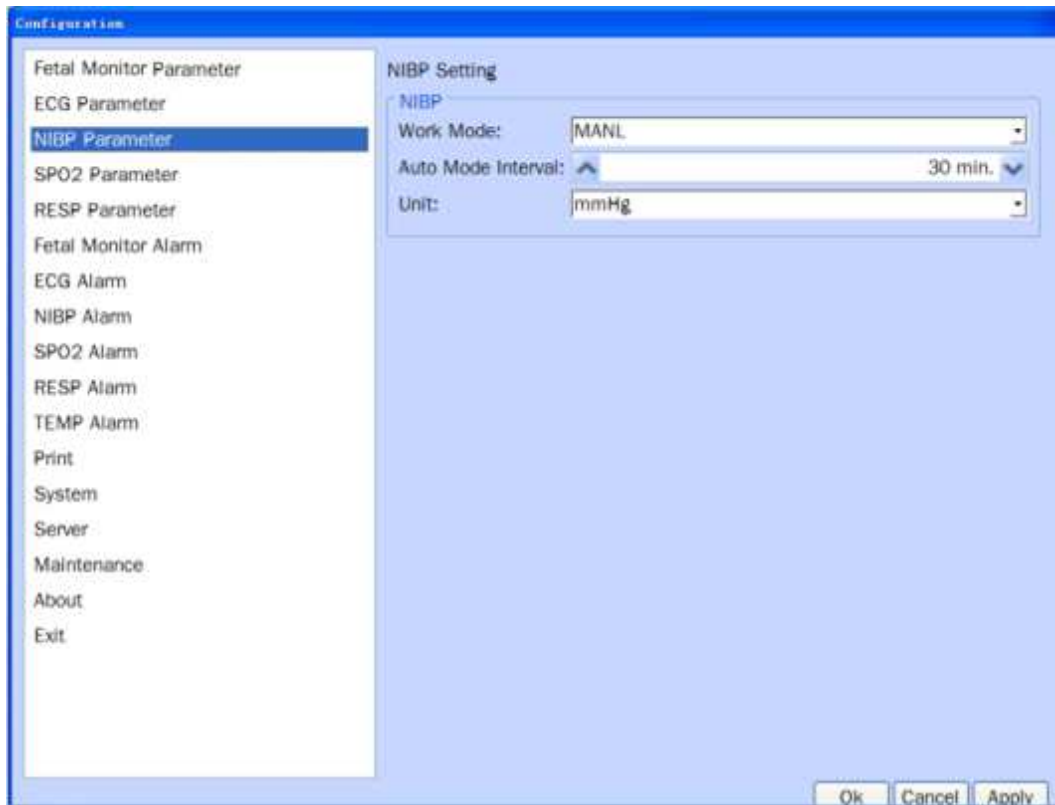 Configuration
Fetal Monitor Parameter
ECG Parameter
NIBP Parameter
SPO2 Parameter
RESP Parameter
Fetal Monitor Alarm
ECG Alarm
NIBP Alarm
SPO2 Alarm
RESP Alarm
TEMP Alarm
Print
System
Server
Maintenance
About
Exit
NIBP Setting
NIBP
Work Mode: MANL
Auto Mode Interval: 30 min.
Unit: mmHg
Ok Cancel Apply